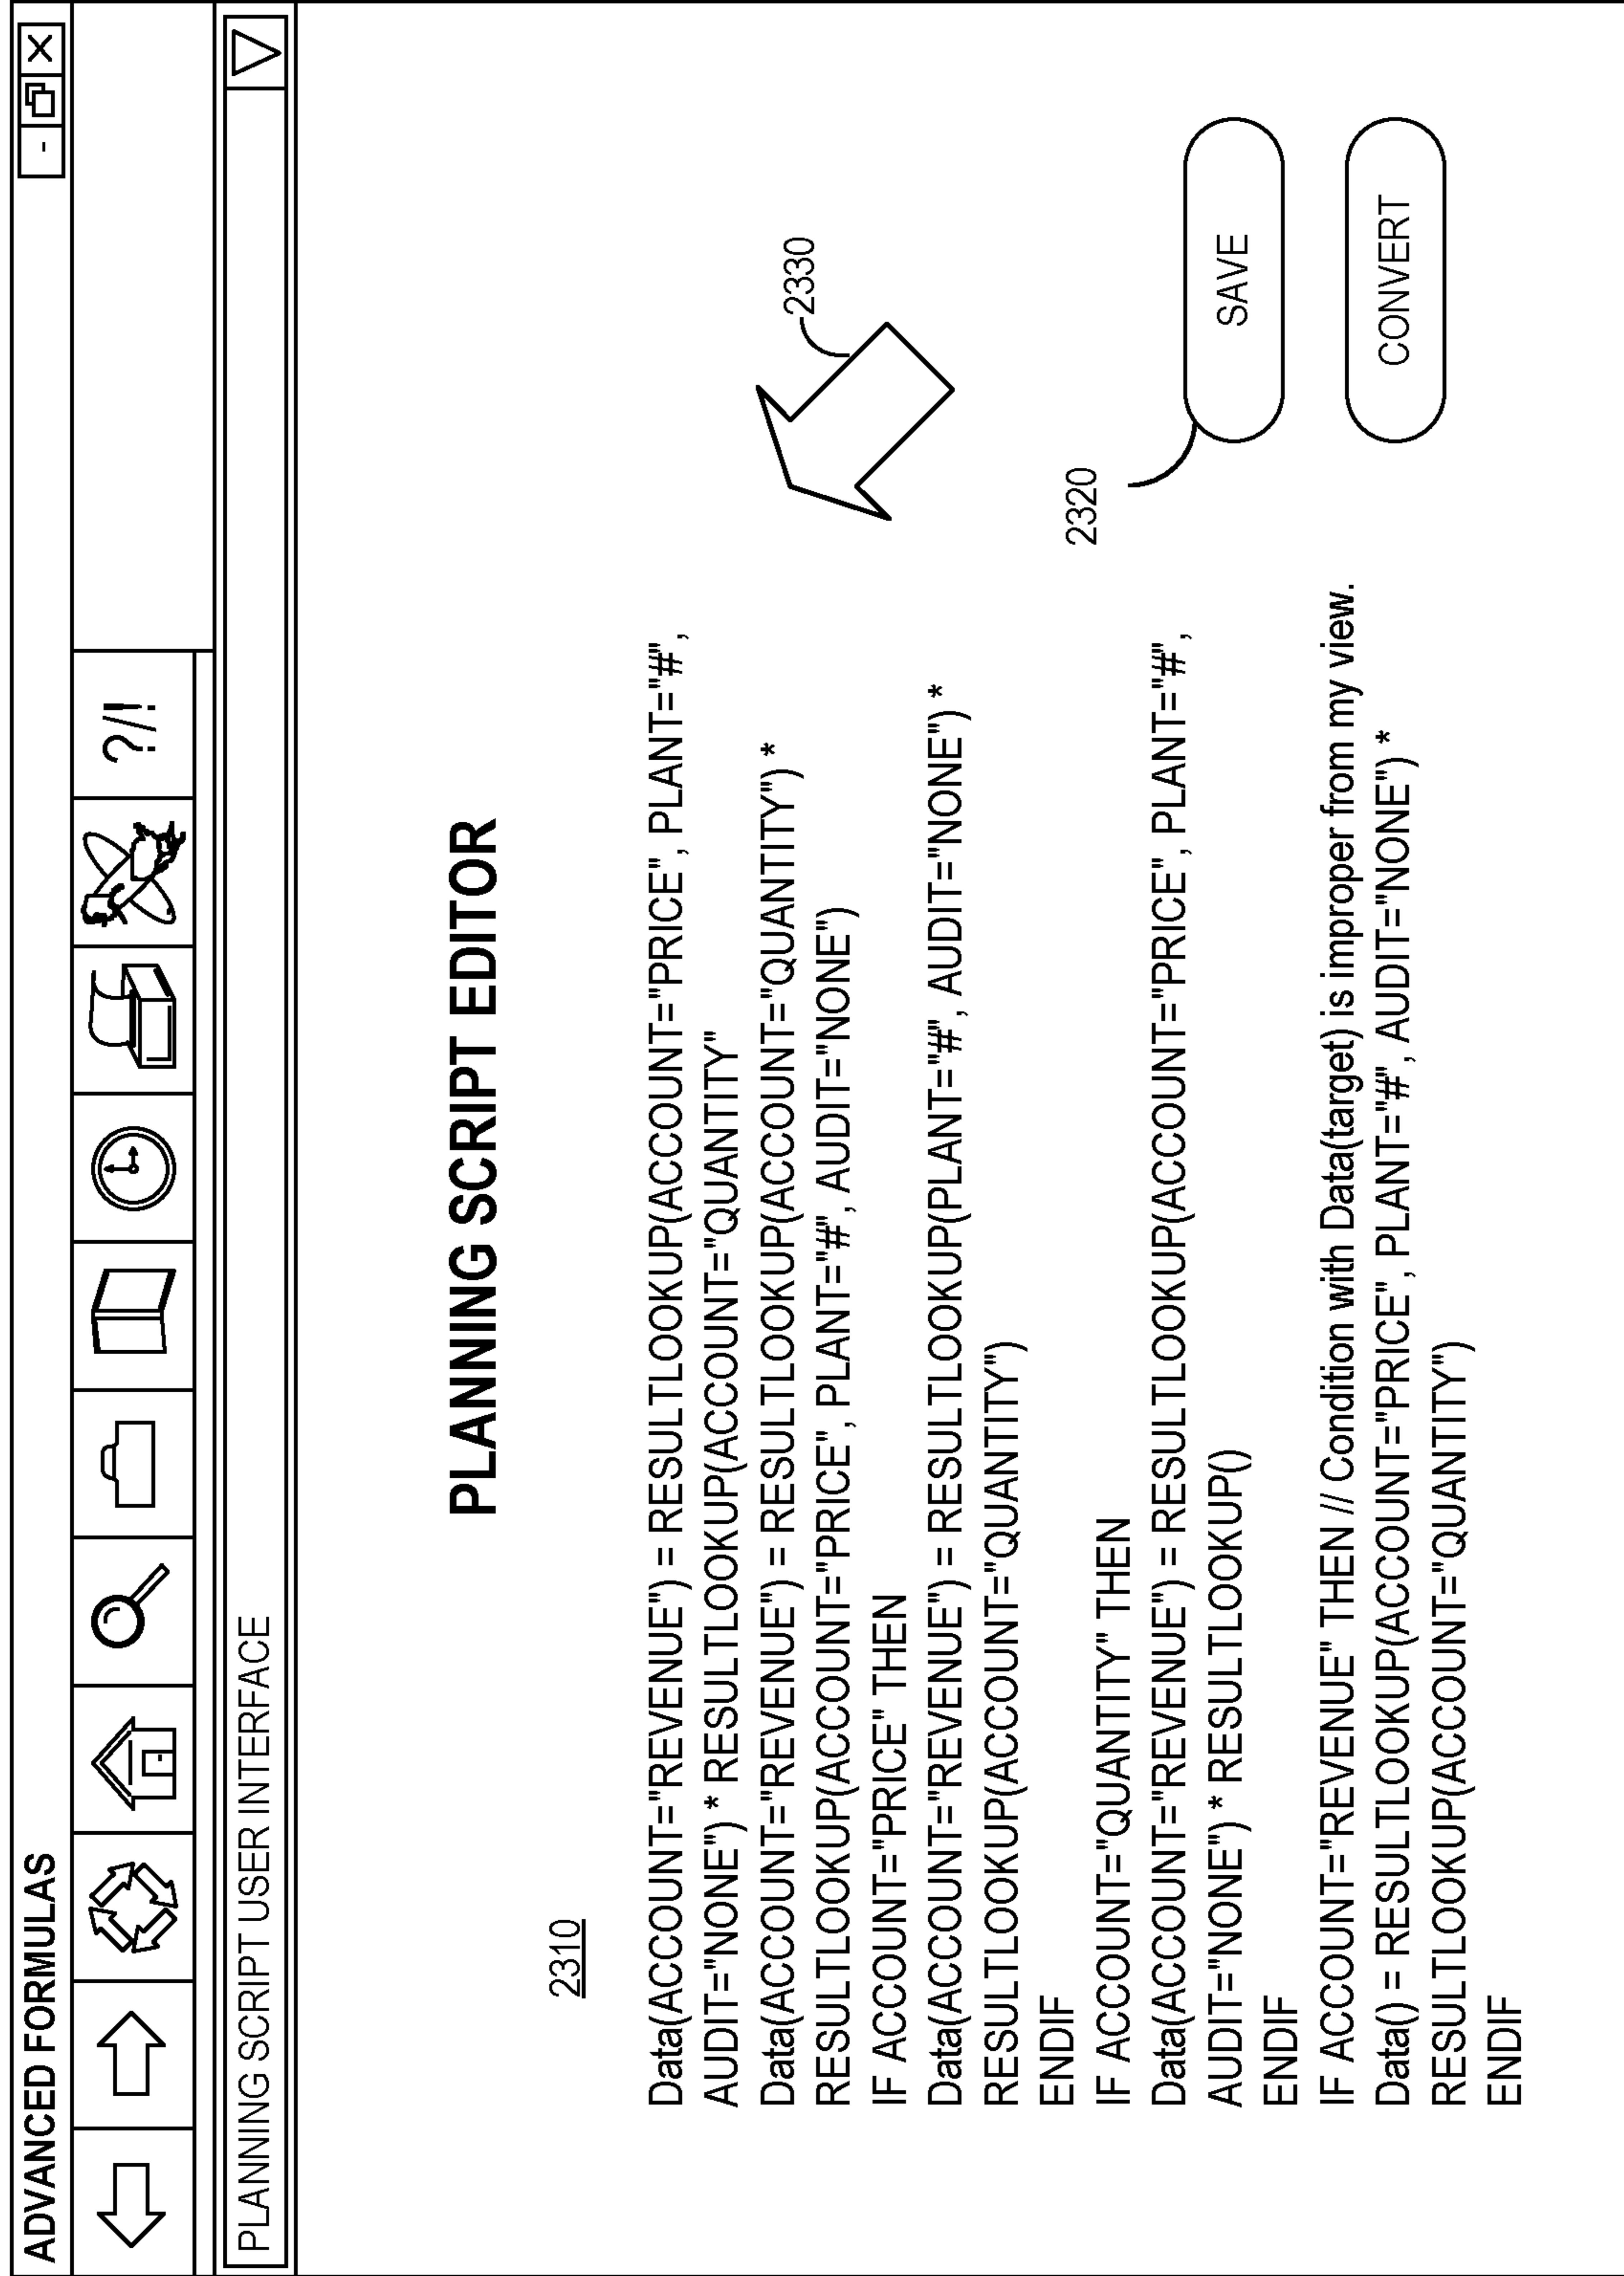 ADVANCED FORMULAS
- X
?/!
PLANNING SCRIPT USER INTERFACE
PLANNING SCRIPT EDITOR
2310
Data(ACCOUNT="REVENUE") = RESULTLOOKUP(ACCOUNT="PRICE", PLANT="#",
AUDIT="NONE") * RESULTLOOKUP(ACCOUNT="QUANTITY"
Data(ACCOUNT="REVENUE") = RESULTLOOKUP(ACCOUNT="QUANTITY") *
RESULTLOOKUP(ACCOUNT="PRICE", PLANT="#", AUDIT="NONE")
IF ACCOUNT="PRICE" THEN
Data(ACCOUNT="REVENUE") = RESULTLOOKUP(PLANT="#", AUDIT="NONE") *
RESULTLOOKUP(ACCOUNT="QUANTITY")
ENDIF
IF ACCOUNT="QUANTITY" THEN
Data(ACCOUNT="REVENUE") = RESULTLOOKUP(ACCOUNT="PRICE", PLANT="#",
AUDIT="NONE") * RESULTLOOKUP()
ENDIF
IF ACCOUNT="REVENUE" THEN // Condition with Data(target) is improper from my view.
Data() = RESULTLOOKUP(ACCOUNT="PRICE", PLANT="#", AUDIT="NONE") *
RESULTLOOKUP(ACCOUNT="QUANTITY")
ENDIF
2330
2320
SAVE
CONVERT